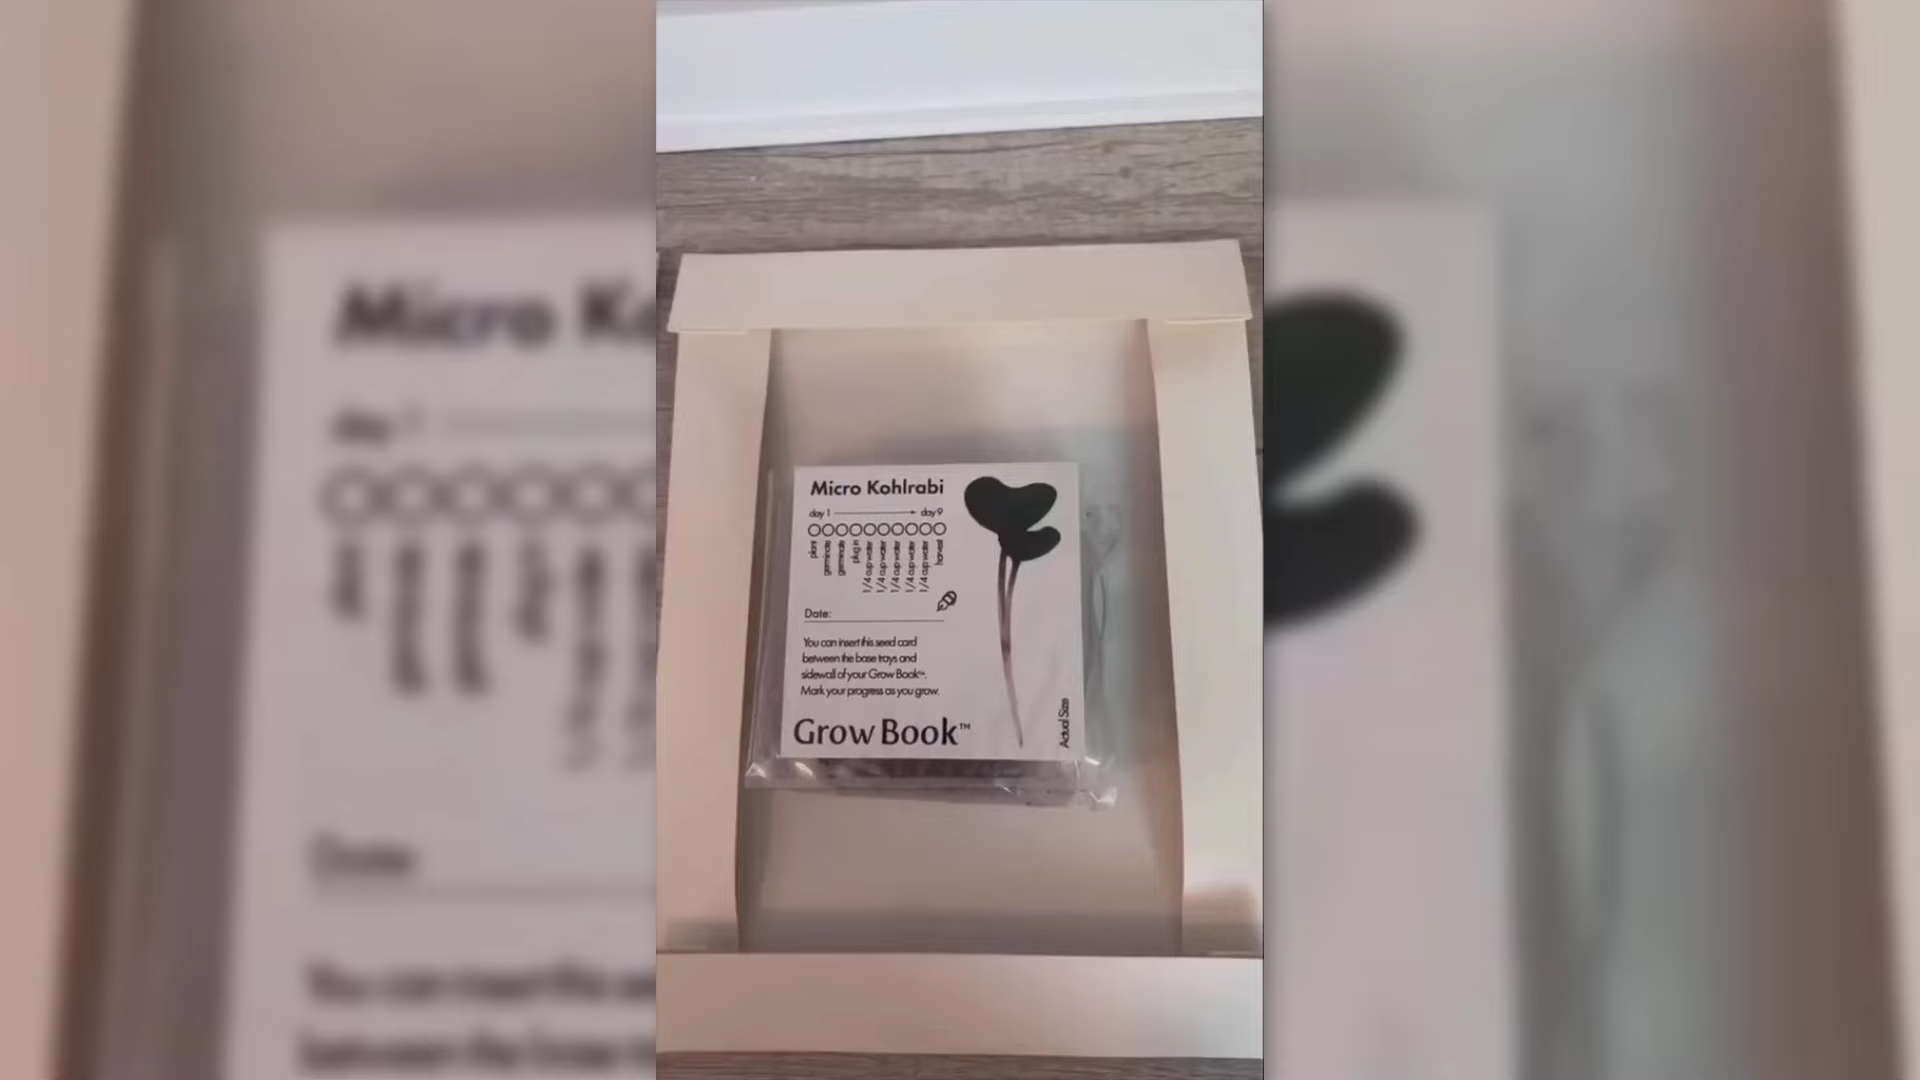 Micro Kohlrabi
day 1 day 9
plant
germinate
germinate
plug in
1/4 cup water
1/4 cup water
1/4 cup water
1/4 cup water
1/4 cup water
harvest
Date:
You can insert this seed card
between the base trays and
sidewall of your Grow Book™.
Mark your progress as you grow.
Grow Book™
Actual Size